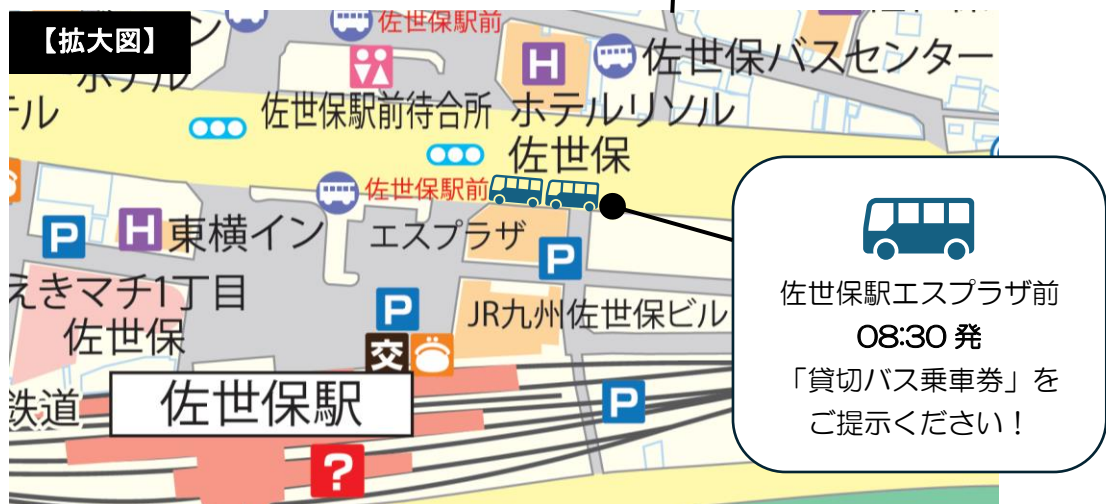 【拡大図】
佐世保駅前
佐世保バスセンター
ホテル
佐世保駅前待合所
ホテルリソル
佐世保
佐世保駅前
P
H
東横イン
エスプラザ
P
えきマチ1丁目
佐世保
P
JR九州佐世保ビル
交
佐世保駅
鉄道
P
?
H
佐世保駅エスプラザ前
08:30 発
「貸切バス乗車券」を
ご提示ください！